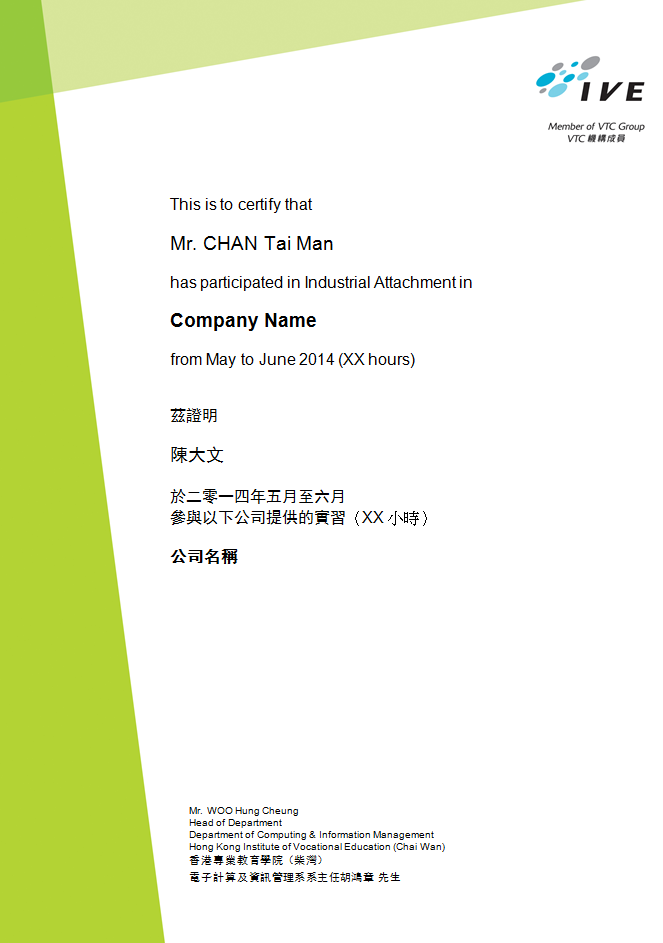 IVE
Member of VTC Group
VTC 機構成員
This is to certify that
Mr. CHAN Tai Man
has participated in Industrial Attachment in
Company Name
from May to June 2014 (XX hours)
茲證明
陳大文
於二零一四年五月至六月
參與以下公司提供的實習（XX 小時）
公司名稱
Mr. WOO Hung Cheung
Head of Department
Department of Computing & Information Management
Hong Kong Institute of Vocational Education (Chai Wan)
香港專業教育學院（柴灣）
電子計算及資訊管理系系主任胡鴻章 先生